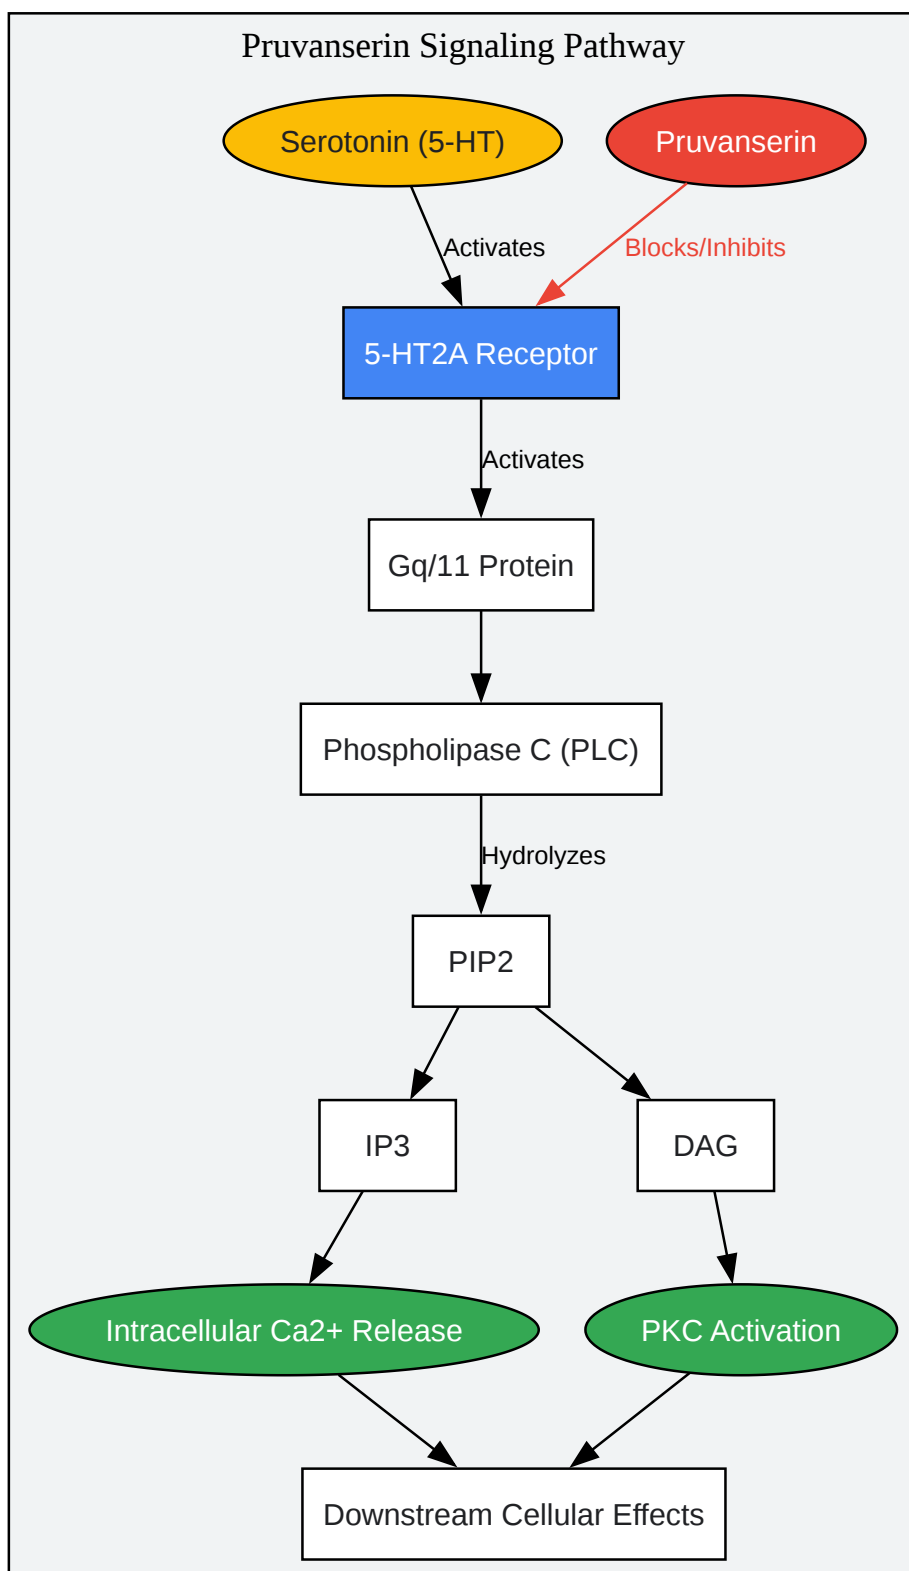 Pruvanserin Signaling Pathway
Serotonin (5-HT)
Pruvanserin
Activates
Blocks/Inhibits
5-HT2A Receptor
Activates
Gq/11 Protein
Phospholipase C (PLC)
Hydrolyzes
PIP2
IP3
DAG
Intracellular Ca2+ Release
PKC Activation
Downstream Cellular Effects